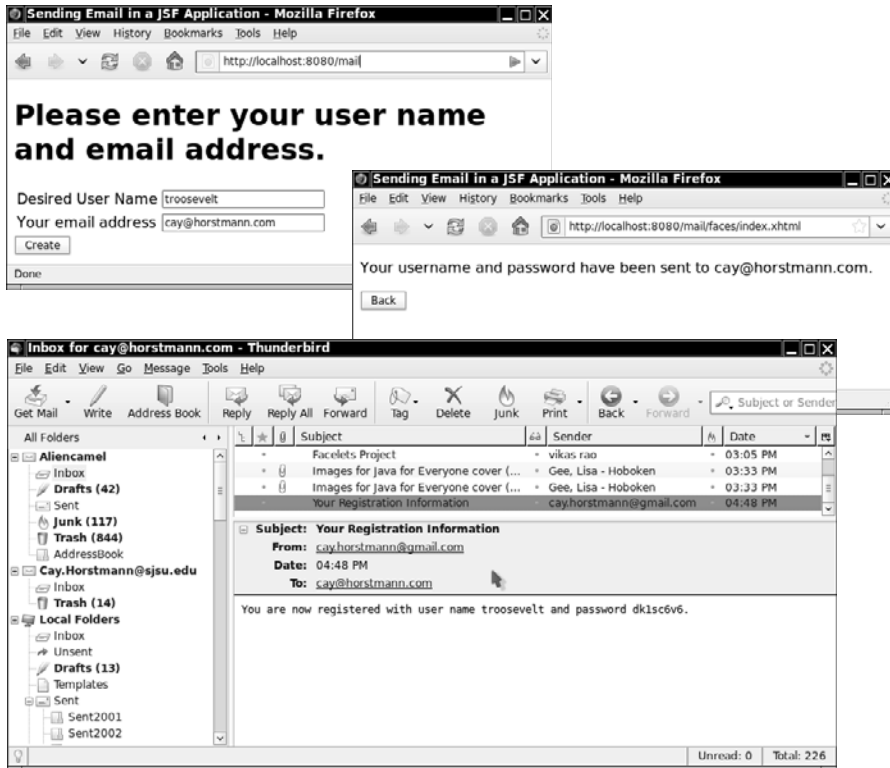 Sending Email in a JSF Application - Mozilla Firefox
File Edit View History Bookmarks Tools Help
http://localhost:8080/mail
Please enter your user name
and email address.
Desired User Name troosevelt
Your email address cay@horstmann.com
Create
Done
Sending Email in a JSF Application - Mozilla Firefox
File Edit View History Bookmarks Tools Help
http://localhost:8080/mail/faces/index.xhtml
Your username and password have been sent to cay@horstmann.com.
Back
Inbox for cay@horstmann.com - Thunderbird
File Edit View Go Message Tools Help
Get Mail Write Address Book Reply Reply All Forward Tag Delete Junk Print Back Forward Subject or Sender
All Folders
Aliencamel
Inbox
Drafts (42)
Sent
Junk (117)
Trash (844)
AddressBook
Cay.Horstmann@sjsu.edu
Inbox
Trash (14)
Local Folders
Inbox
Unsent
Drafts (13)
Templates
Sent
Sent2001
Sent2002
Subject Sender Date
Facelets Project vikas rao 03:05 PM
Images for Java for Everyone cover (... Gee, Lisa - Hoboken 03:33 PM
Images for Java for Everyone cover (... Gee, Lisa - Hoboken 03:33 PM
Your Registration Information cay.horstmann@gmail.com 04:48 PM
Subject: Your Registration Information
From: cay.horstmann@gmail.com
Date: 04:48 PM
To: cay@horstmann.com
You are now registered with user name troosevelt and password dk1sc6v6.
Unread: 0 Total: 226